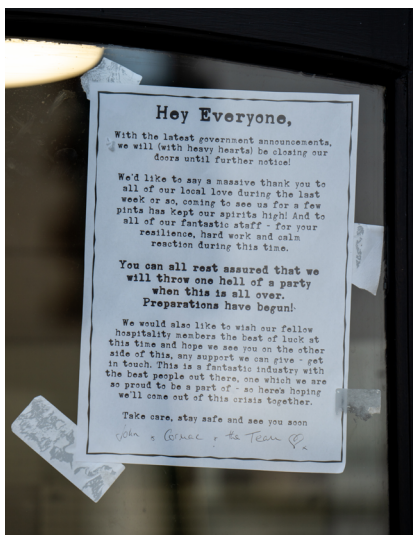 Hey Everyone,
With the latest government announcements,
we will (with heavy hearts) be closing our
doors until further notice!
We'd like to say a massive thank you to
all of our local love during the last
week or so, coming to see us for a few
pints has kept our spirits high! And to
all of our fantastic staff - for your
resilience, hard work and calm
reaction during this time.
You can all rest assured that we
will throw one hell of a party
when this is all over.
Preparations have begun!
We would also like to wish our fellow
hospitality members the best of luck at
this time and hope we see you on the other
side of this, any support we can give - get
in touch. This is a fantastic industry with
the best people out there, one which we are
so proud to be a part of - so here's hoping
we'll come out of this crisis together.
Take care, stay safe and see you soon
John & Cormac & the Team